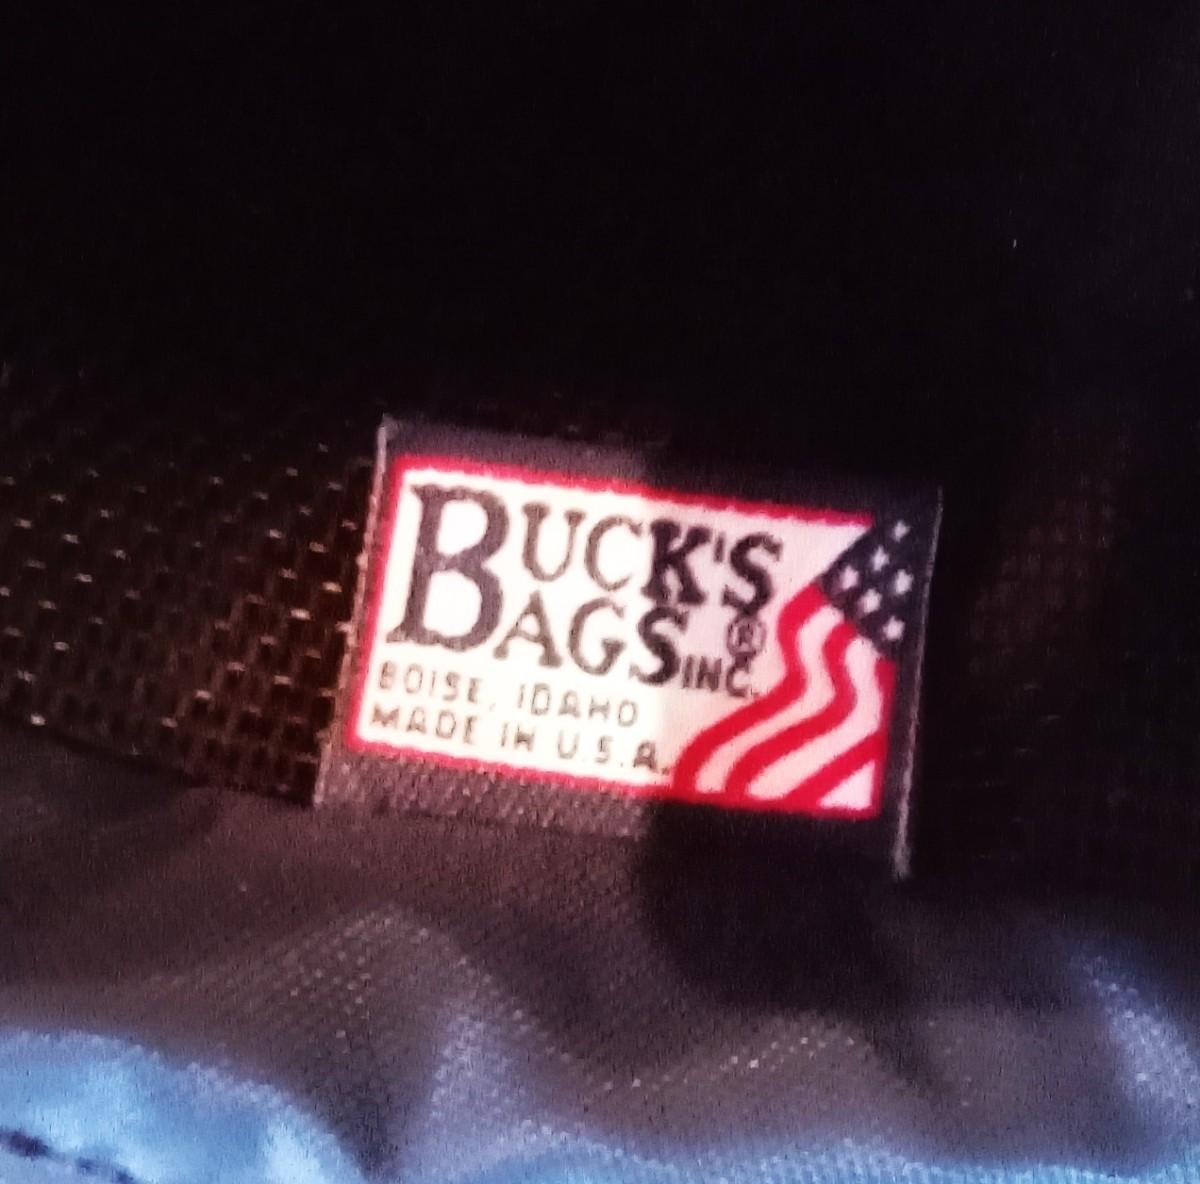 BUCK'S
BAGS® INC.
BOISE, IDAHO
MADE IN U.S.A.